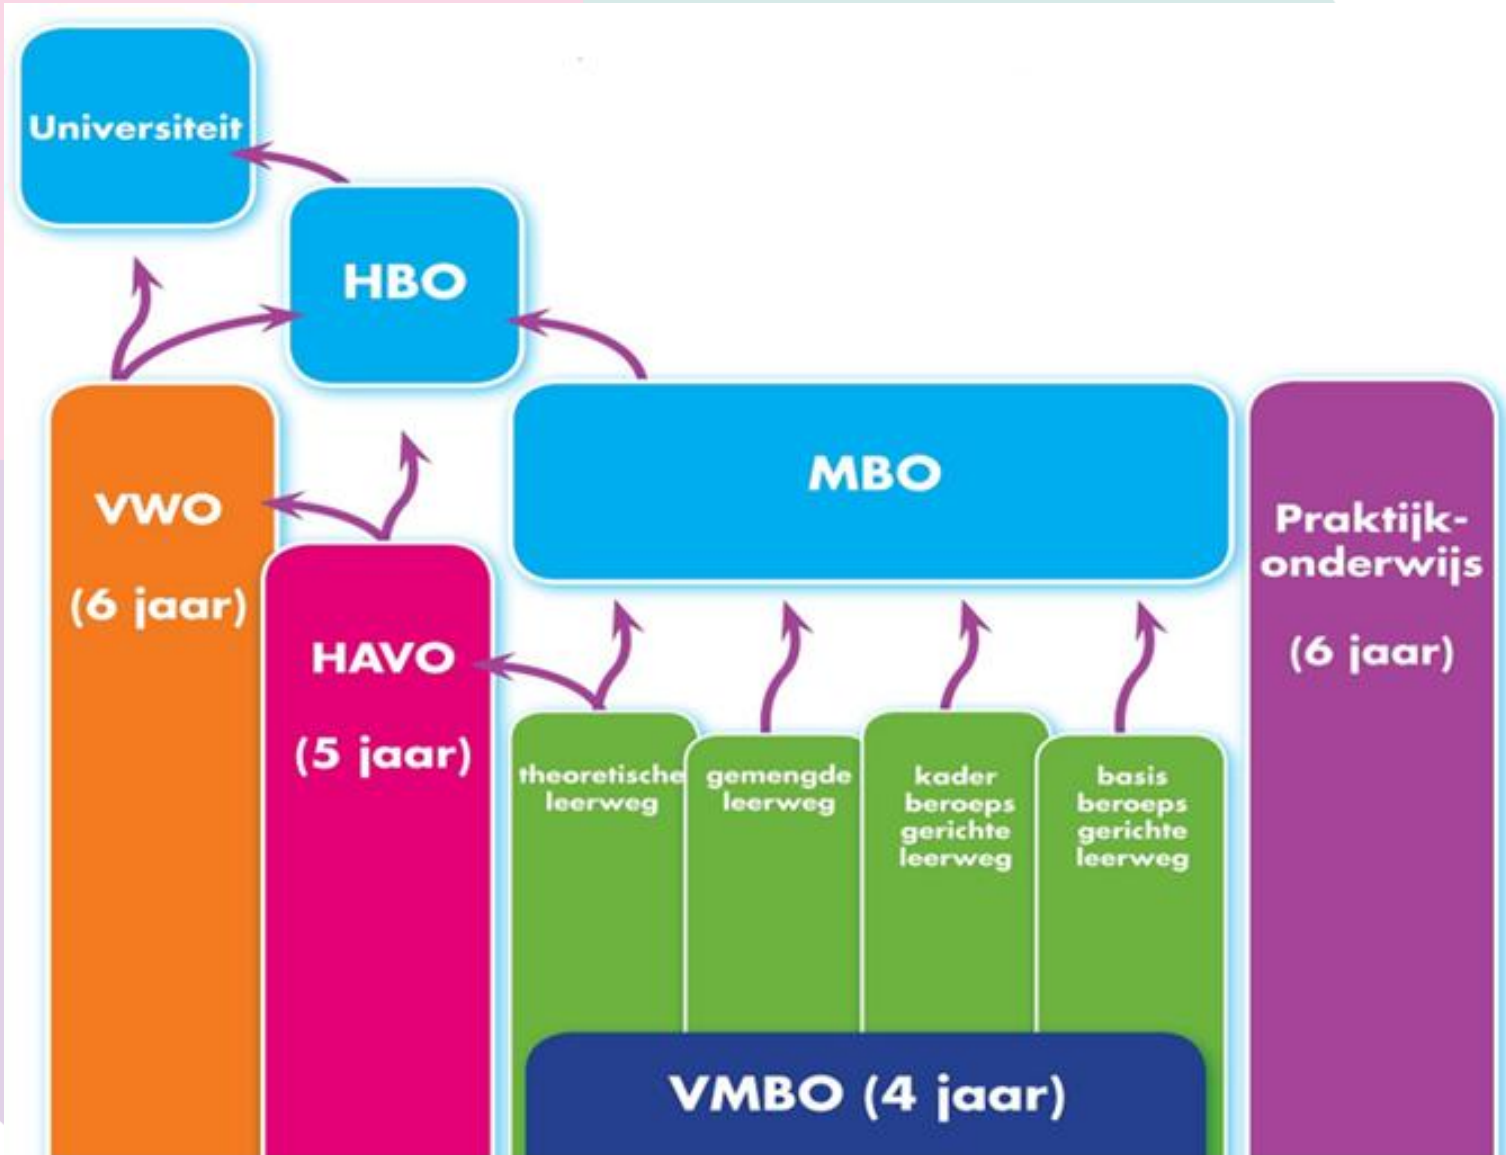 Universiteit
HBO
MBO
VWO
(6 jaar)
HAVO
(5 jaar)
theoretische
leerweg
gemengde
leerweg
kader
beroeps
gerichte
leerweg
basis
beroeps
gerichte
leerweg
Praktijk-
onderwijs
(6 jaar)
VMBO (4 jaar)